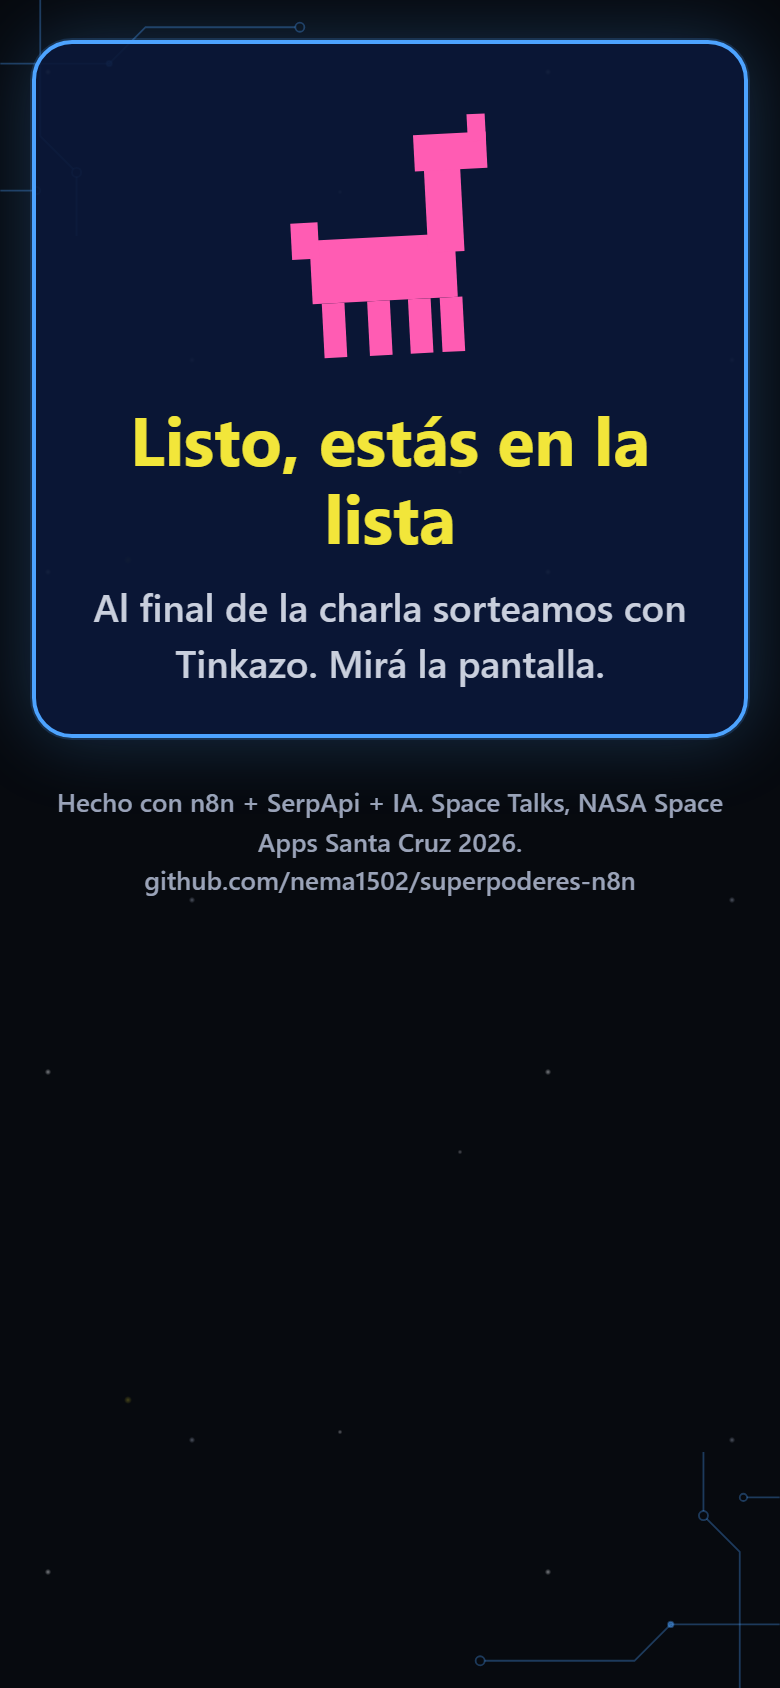 Listo, estás en la
lista
Al final de la charla sorteamos con
Tinkazo. Mirá la pantalla.
Hecho con n8n + SerpApi + IA. Space Talks, NASA Space
Apps Santa Cruz 2026.
github.com/nema1502/superpoderes-n8n